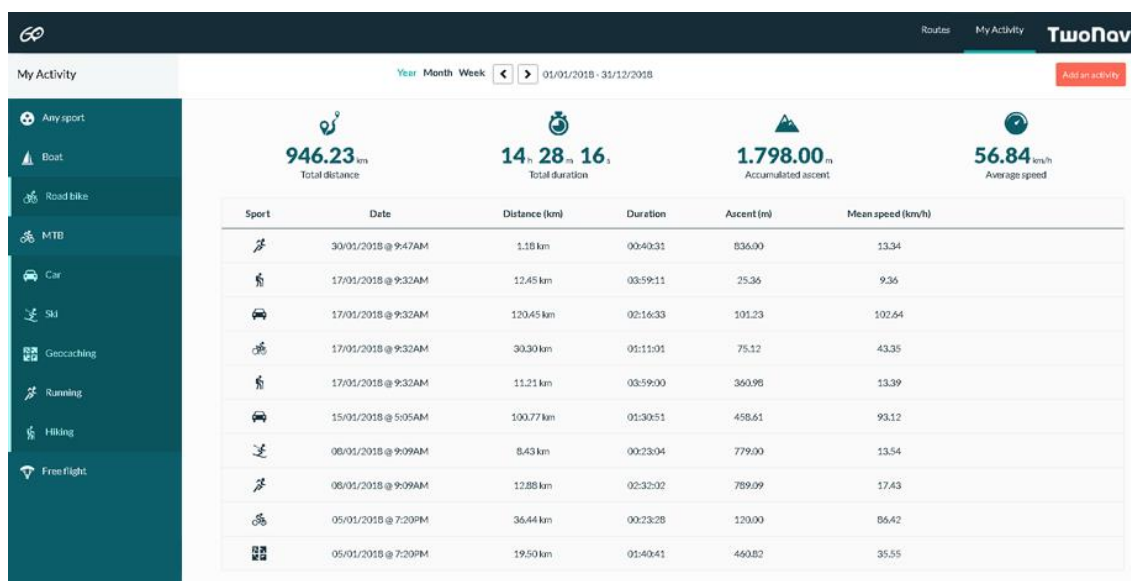 GO
Routes My Activity TwoNav
My Activity
Year Month Week 01/01/2018 - 31/12/2018
Add an activity
Any sport
Boat
Road bike
MTB
Car
Ski
Geocaching
Running
Hiking
Free flight
946.23 km
Total distance
14 h 28 m 16 s
Total duration
1.798.00 m
Accumulated ascent
56.84 km/h
Average speed
Sport Date Distance (km) Duration Ascent (m) Mean speed (km/h)
30/01/2018 @ 9:47AM 1.18 km 00:40:31 836.00 13.34
17/01/2018 @ 9:32AM 12.45 km 03:59:11 25.36 9.36
17/01/2018 @ 9:32AM 120.45 km 02:16:33 101.23 102.64
17/01/2018 @ 9:32AM 30.30 km 01:11:01 75.12 43.35
17/01/2018 @ 9:32AM 11.21 km 03:59:00 360.98 13.39
15/01/2018 @ 5:05AM 100.77 km 01:30:51 458.61 93.12
08/01/2018 @ 9:09AM 8.43 km 00:23:04 779.00 13.54
08/01/2018 @ 9:09AM 12.88 km 02:32:02 789.09 17.43
05/01/2018 @ 7:20PM 36.44 km 00:23:28 120.00 86.42
05/01/2018 @ 7:20PM 19.50 km 01:40:41 460.82 35.55